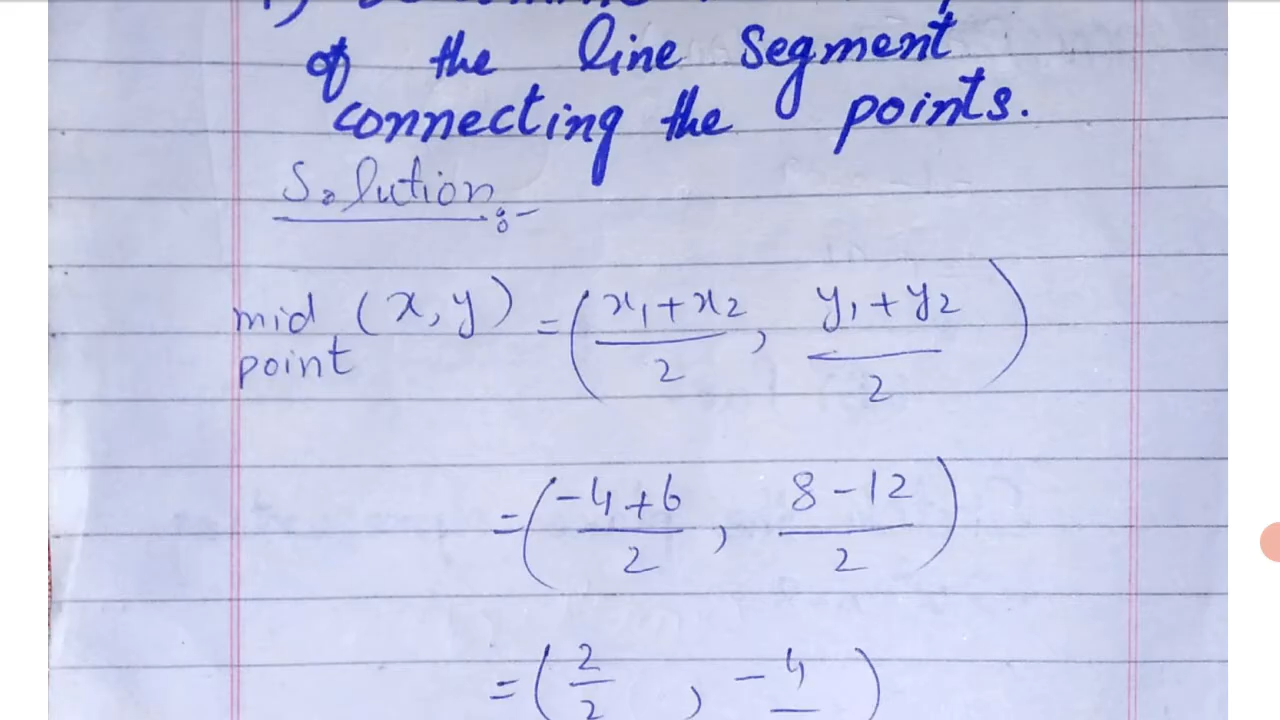 of the line segment
connecting the points.
Solution:-
mid point (x, y) = (x₁+x₂/2, y₁+y₂/2)
= (-4+6/2, 8-12/2)
= (2/2, -4